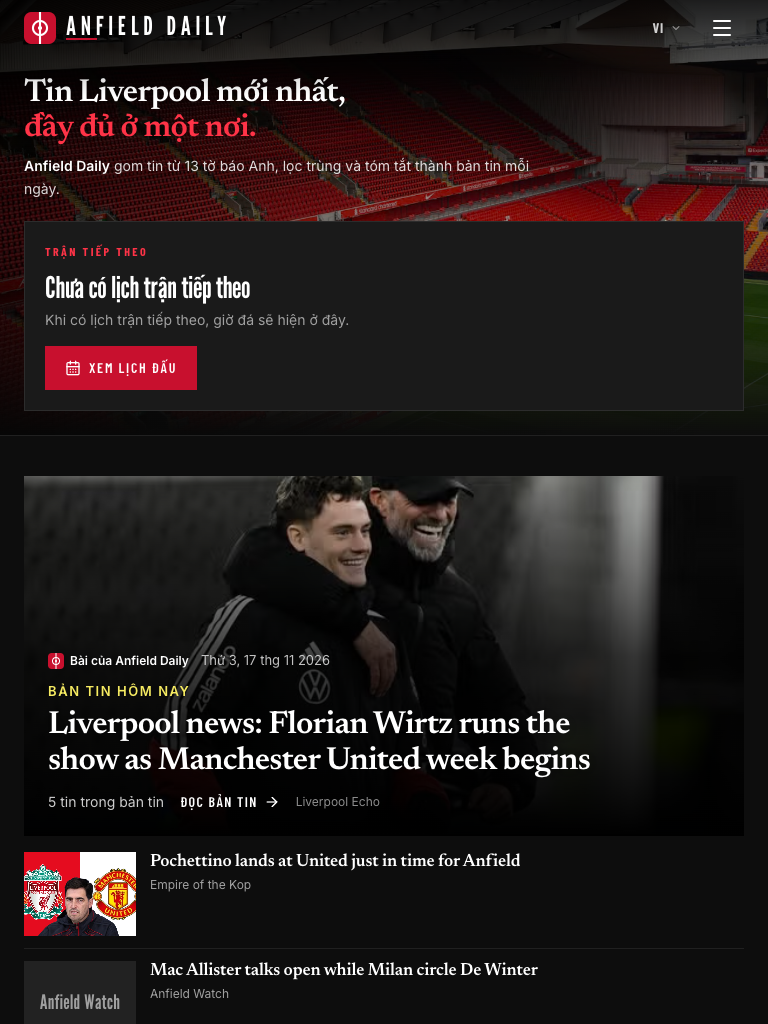 ANFIELD DAILY
VI
Tin Liverpool mới nhất,
đầy đủ ở một nơi.
Anfield Daily gom tin từ 13 tờ báo Anh, lọc trùng và tóm tắt thành bản tin mỗi
ngày.
TRẬN TIẾP THEO
Chưa có lịch trận tiếp theo
Khi có lịch trận tiếp theo, giờ đá sẽ hiện ở đây.
XEM LỊCH ĐẤU
zalando
Bài của Anfield Daily Thứ 3, 17 thg 11 2026
BẢN TIN HÔM NAY
Liverpool news: Florian Wirtz runs the
show as Manchester United week begins
5 tin trong bản tin ĐỌC BẢN TIN → Liverpool Echo
Pochettino lands at United just in time for Anfield
Empire of the Kop
MANCHESTER
UNITED
Mac Allister talks open while Milan circle De Winter
Anfield Watch
Anfield Watch